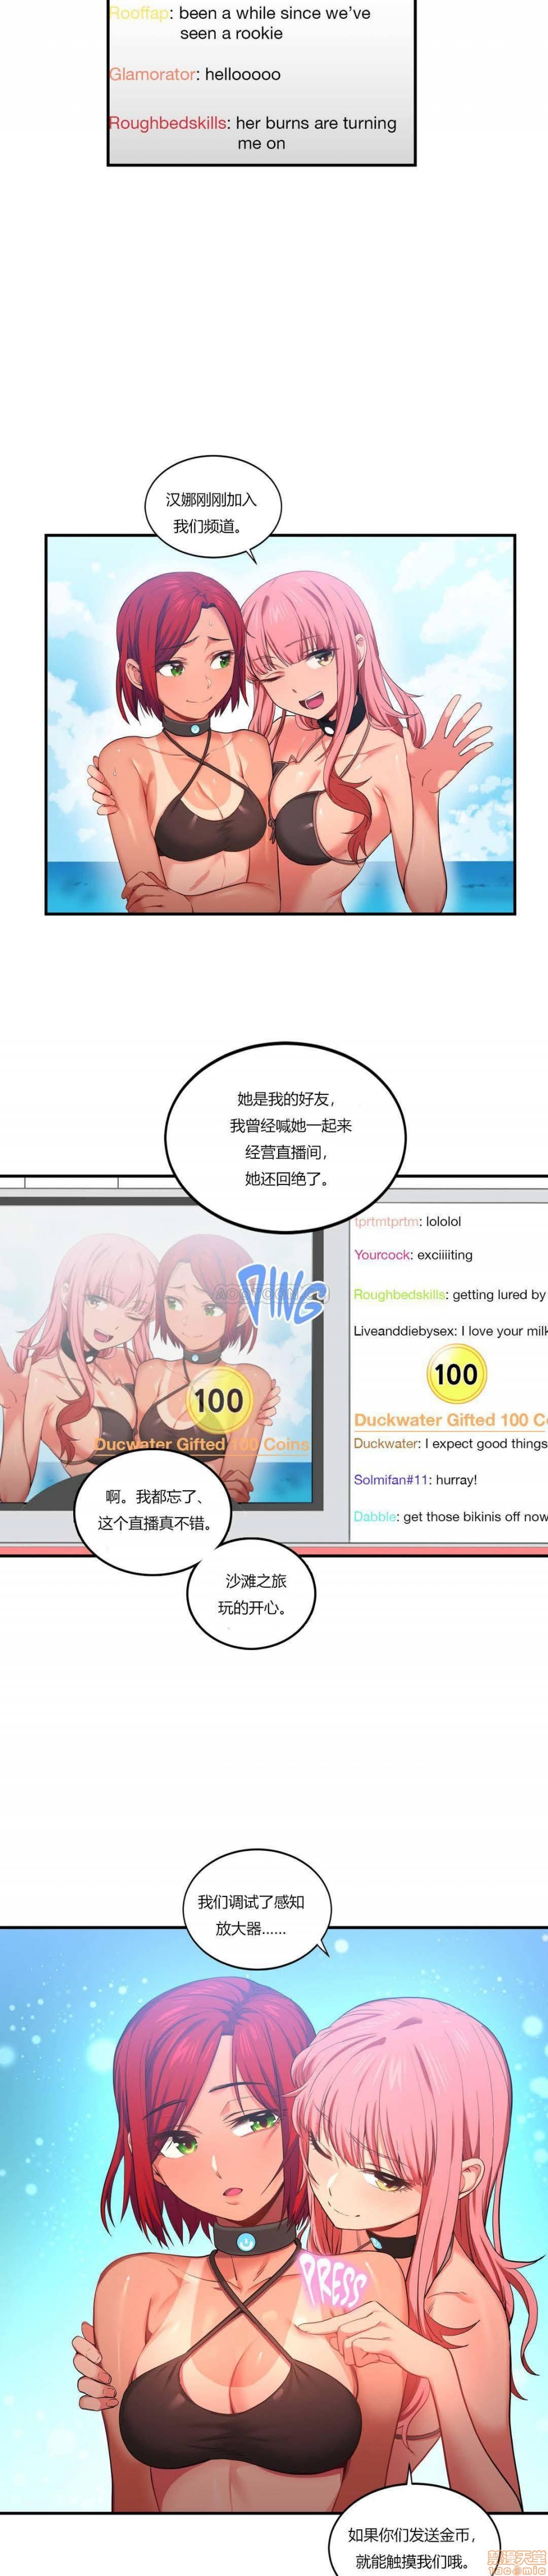 Rooffap: been a while since we've
seen a rookie
Glamorator: hellooooo
Roughbedskills: her burns are turning
me on
汉娜刚刚加入
我们频道。
她是我的好友，
我曾经喊她一起来
经营直播间，
她还回绝了。
tprtmtprtm: lololol
Yourcock: exciiiiting
PING
Roughbedskills: getting lured by
Liveanddiebysex: I love your milk
100
100
Duckwater Gifted 100 Co
Ducwater Gifted 100 Coins
Duckwater: I expect good things
Solmifan#11: hurray!
Dabble: get those bikinis off now
啊。我都忘了、
这个直播真不错。
沙滩之旅
玩的开心。
我们调试了感知
放大器......
PRESS
如果你们发送金币，
就能触摸我们哦。